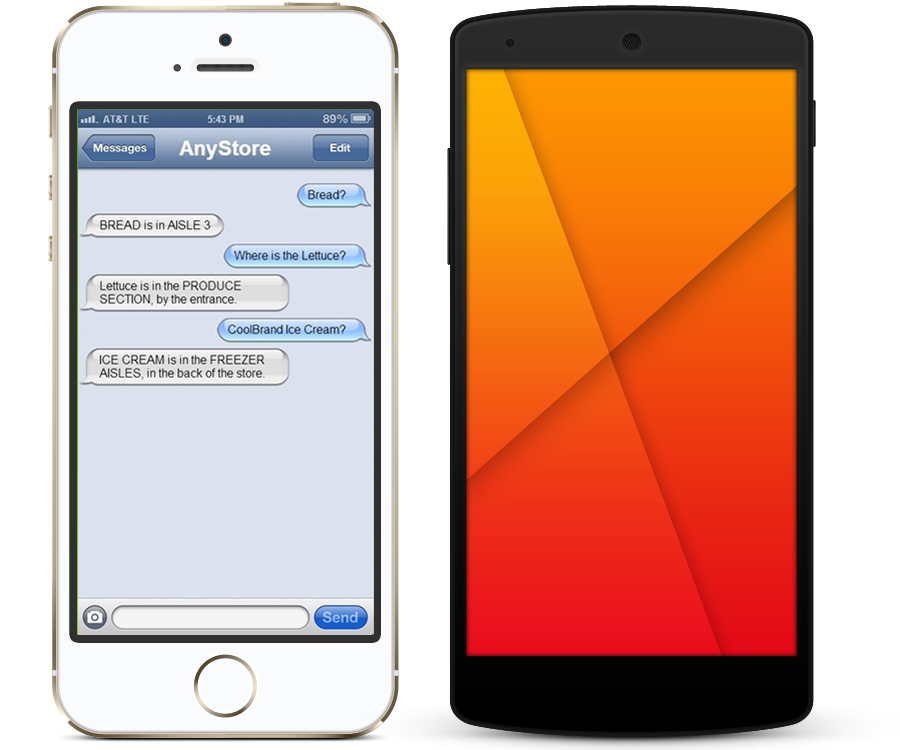 AT&T LTE 5:43 PM 89%
Messages AnyStore Edit
Bread?
BREAD is in AISLE 3
Where is the Lettuce?
Lettuce is in the PRODUCE
SECTION, by the entrance.
CoolBrand Ice Cream?
ICE CREAM is in the FREEZER
AISLES, in the back of the store.
Send